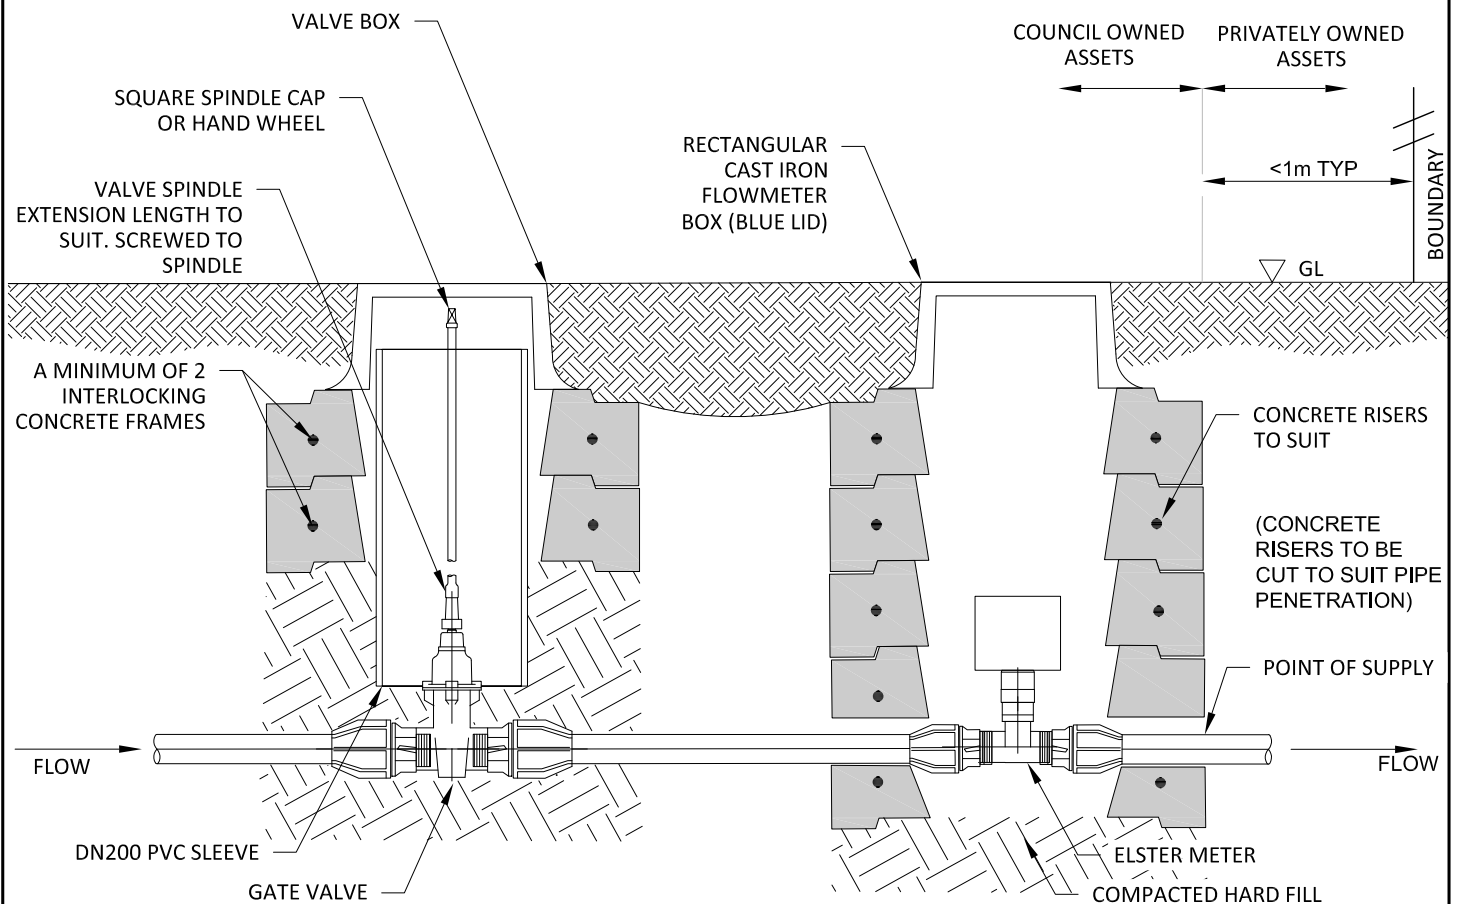 VALVE BOX
COUNCIL OWNED
ASSETS
PRIVATELY OWNED
ASSETS
SQUARE SPINDLE CAP
OR HAND WHEEL
RECTANGULAR
CAST IRON
FLOWMETER
BOX (BLUE LID)
<1m TYP
BOUNDARY
VALVE SPINDLE
EXTENSION LENGTH TO
SUIT. SCREWED TO
SPINDLE
GL
A MINIMUM OF 2
INTERLOCKING
CONCRETE FRAMES
CONCRETE RISERS
TO SUIT
(CONCRETE
RISERS TO BE
CUT TO SUIT PIPE
PENETRATION)
POINT OF SUPPLY
FLOW
FLOW
DN200 PVC SLEEVE
ELSTER METER
GATE VALVE
COMPACTED HARD FILL